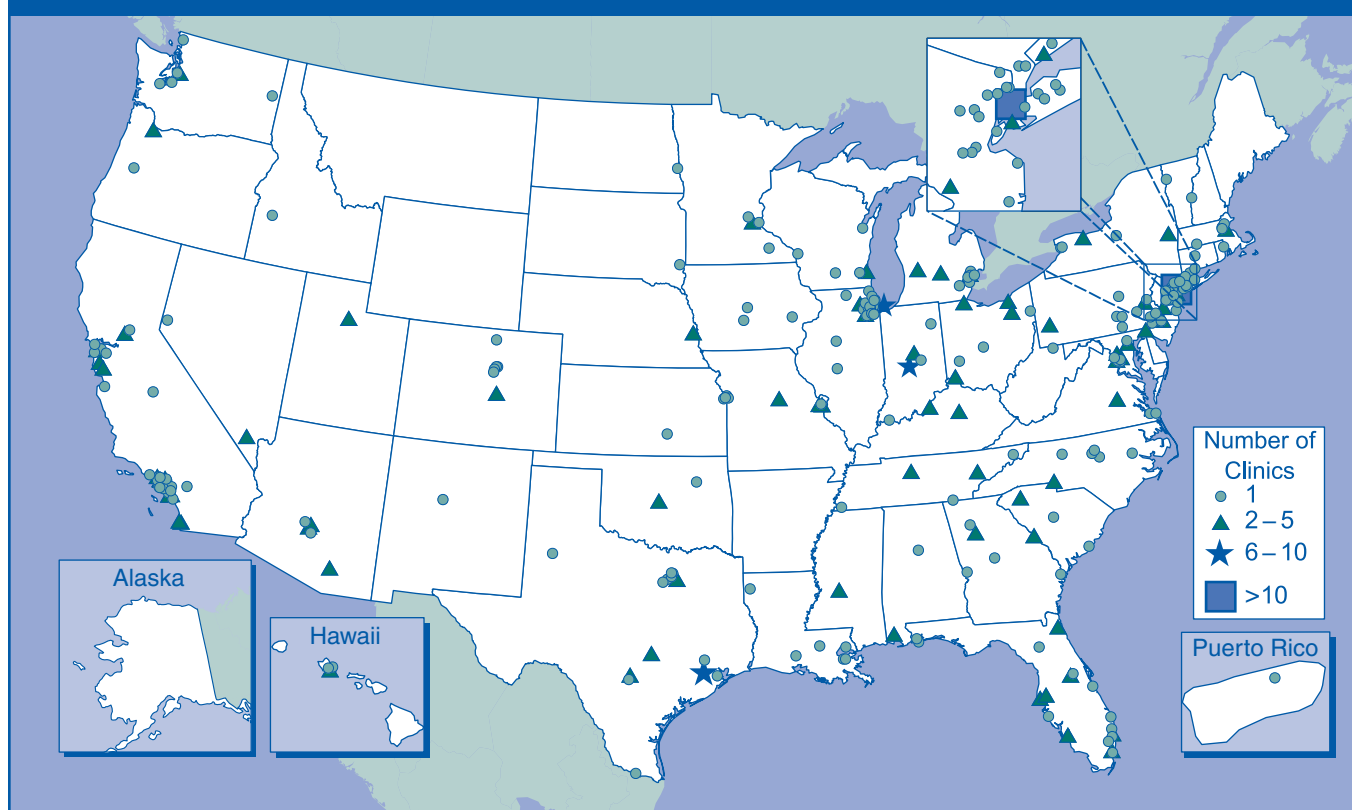 Number of
Clinics
1
2–5
6–10
>10
Alaska
Hawaii
Puerto Rico